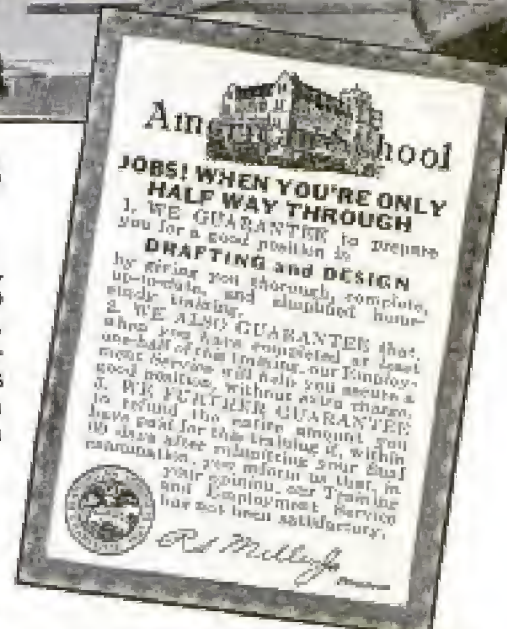 American School
JOBS! WHEN YOU'RE ONLY
HALF WAY THROUGH
1. WE GUARANTEE to prepare
you for a good position in
DRAFTING and DESIGN
by giving you thorough, complete,
up-to-date, and simplified home-
study training.
2. WE ALSO GUARANTEE that,
when you have completed at least
one-half of the training, our Employ-
ment Service will help you secure a
good position, without extra charge.
3. WE FURTHER GUARANTEE
to refund the entire amount you
have paid for this training if, within
days after submitting your final
examination, you inform us that, in
your opinion, our Training
and Employment Service
has not been satisfactory.
R S Miller